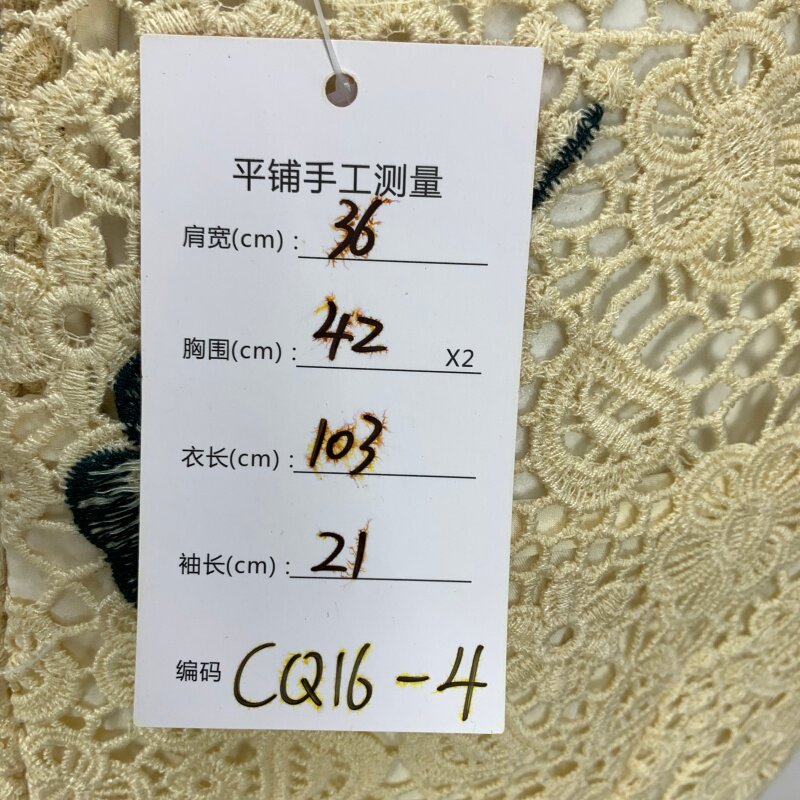 平铺手工测量
肩宽(cm)：36
胸围(cm)：42 X2
衣长(cm)：103
袖长(cm)：21
编码 CQ16-4